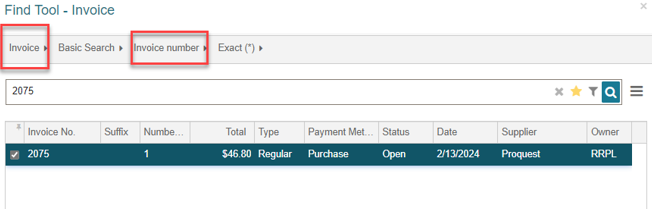 Find Tool - Invoice
Invoice Basic Search Invoice number Exact (*)
2075
Invoice No. Suffix Numbe... Total Type Payment Met... Status Date Supplier Owner
2075 1 $46.80 Regular Purchase Open 2/13/2024 Proquest RRPL